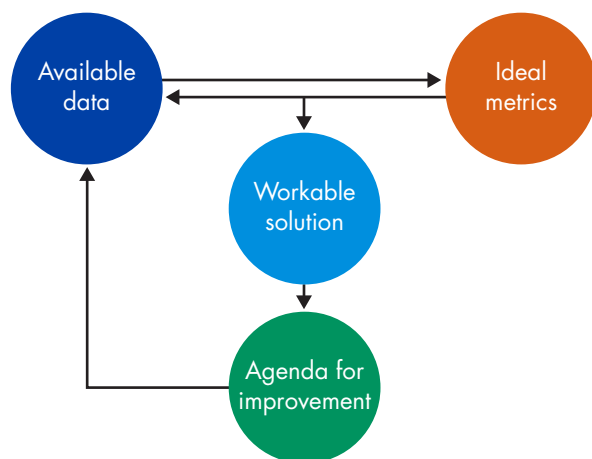 Available
data
Ideal
metrics
Workable
solution
Agenda for
improvement